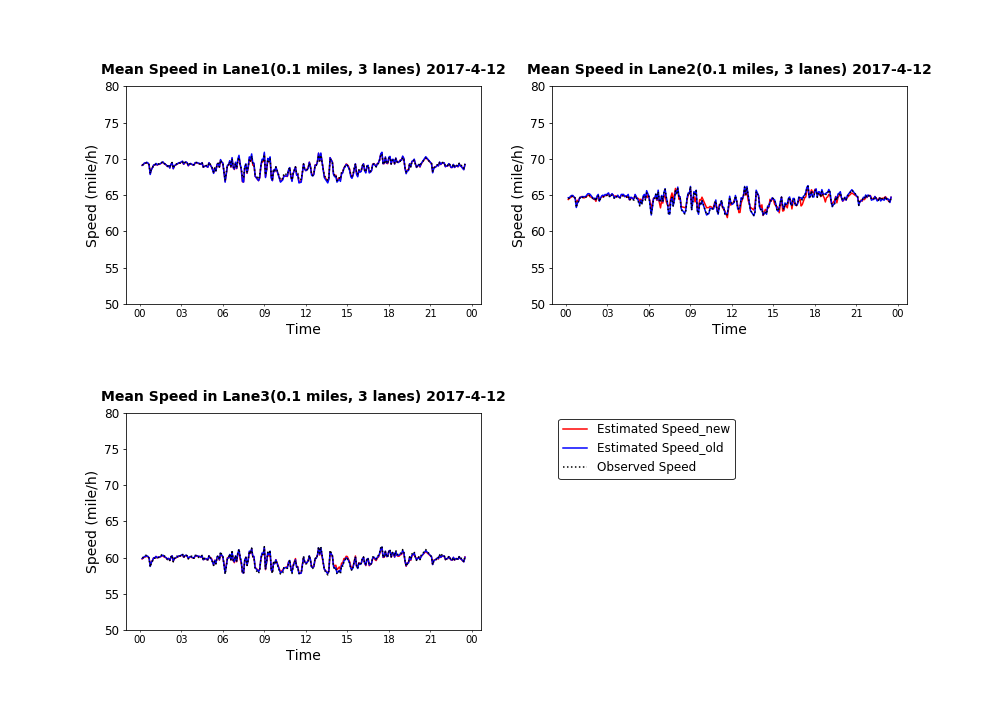 Mean Speed in Lane1(0.1 miles, 3 lanes) 2017-4-12
80
75
70
65
60
55
50
Speed (mile/h)
00 03 06 09 12 15 18 21 00
Time
Mean Speed in Lane2(0.1 miles, 3 lanes) 2017-4-12
80
75
70
65
60
55
50
Speed (mile/h)
00 03 06 09 12 15 18 21 00
Time
Mean Speed in Lane3(0.1 miles, 3 lanes) 2017-4-12
80
75
70
65
60
55
50
Speed (mile/h)
00 03 06 09 12 15 18 21 00
Time
Estimated Speed_new
Estimated Speed_old
Observed Speed